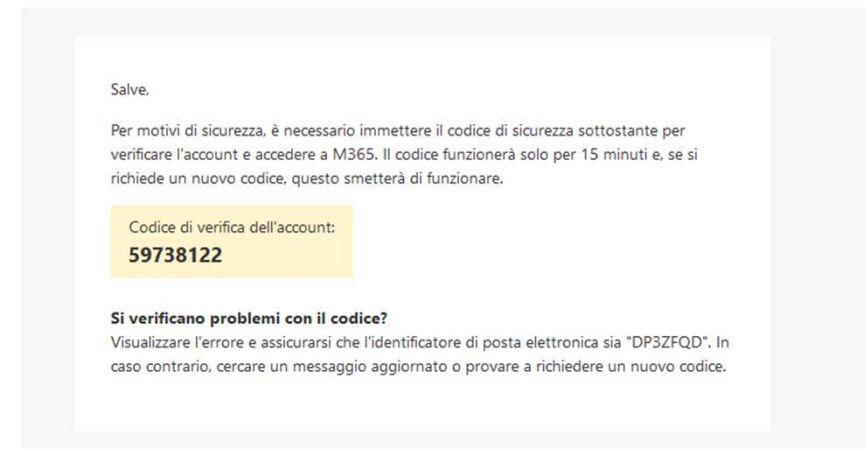 Salve,
Per motivi di sicurezza, è necessario immettere il codice di sicurezza sottostante per
verificare l'account e accedere a M365. Il codice funzionerà solo per 15 minuti e, se si
richiede un nuovo codice, questo smetterà di funzionare.
Codice di verifica dell'account:
59738122
Si verificano problemi con il codice?
Visualizzare l'errore e assicurarsi che l'identificatore di posta elettronica sia "DP3ZFQD". In
caso contrario, cercare un messaggio aggiornato o provare a richiedere un nuovo codice.